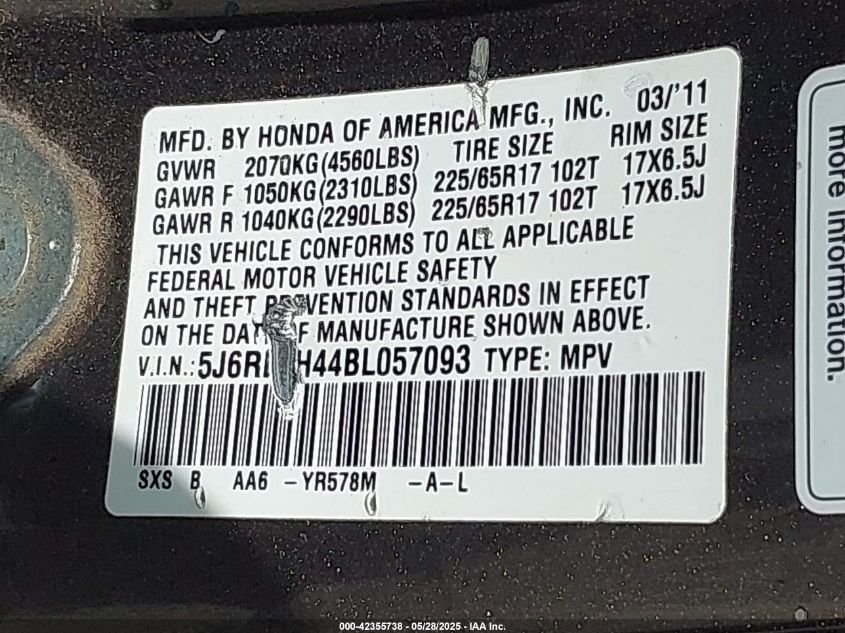 MFD. BY HONDA OF AMERICA MFG., INC. 03/'11
GVWR 2070KG(4560LBS) TIRE SIZE RIM SIZE
GAWR F 1050KG(2310LBS) 225/65R17 102T 17X6.5J
GAWR R 1040KG(2290LBS) 225/65R17 102T 17X6.5J
THIS VEHICLE CONFORMS TO ALL APPLICABLE
FEDERAL MOTOR VEHICLE SAFETY
AND THEFT PREVENTION STANDARDS IN EFFECT
ON THE DATE OF MANUFACTURE SHOWN ABOVE.
V.I.N.: TYPE: MPV
SXS B AA6 -YR578M -A-L
more information.
000-42355738 - 05/28/2025 - IAA Inc.